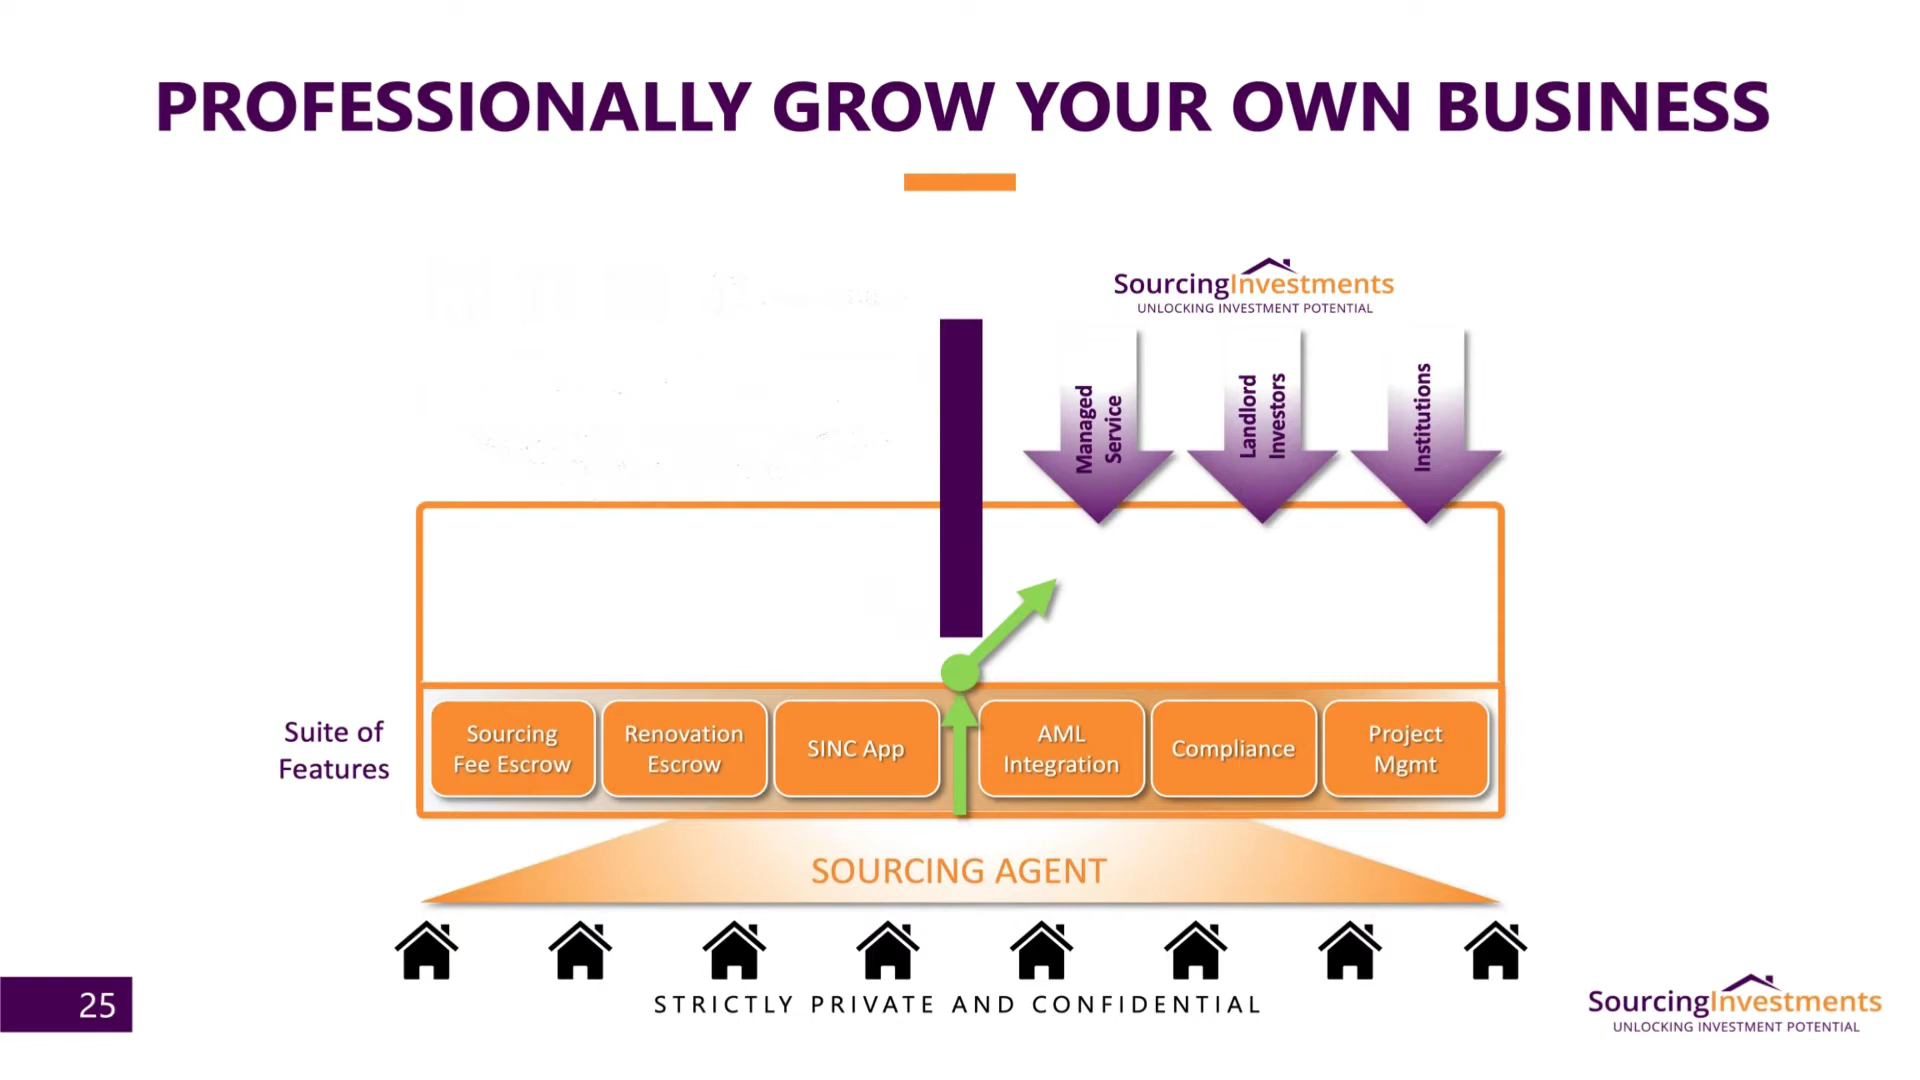 PROFESSIONALLY GROW YOUR OWN BUSINESS
SourcingInvestments
UNLOCKING INVESTMENT POTENTIAL
Managed
Service
Landlord
Investors
Institutions
Suite of
Features
Sourcing
Fee Escrow
Renovation
Escrow
SINC App
AML
Integration
Compliance
Project
Mgmt
SOURCING AGENT
25
STRICTLY PRIVATE AND CONFIDENTIAL
SourcingInvestments
UNLOCKING INVESTMENT POTENTIAL